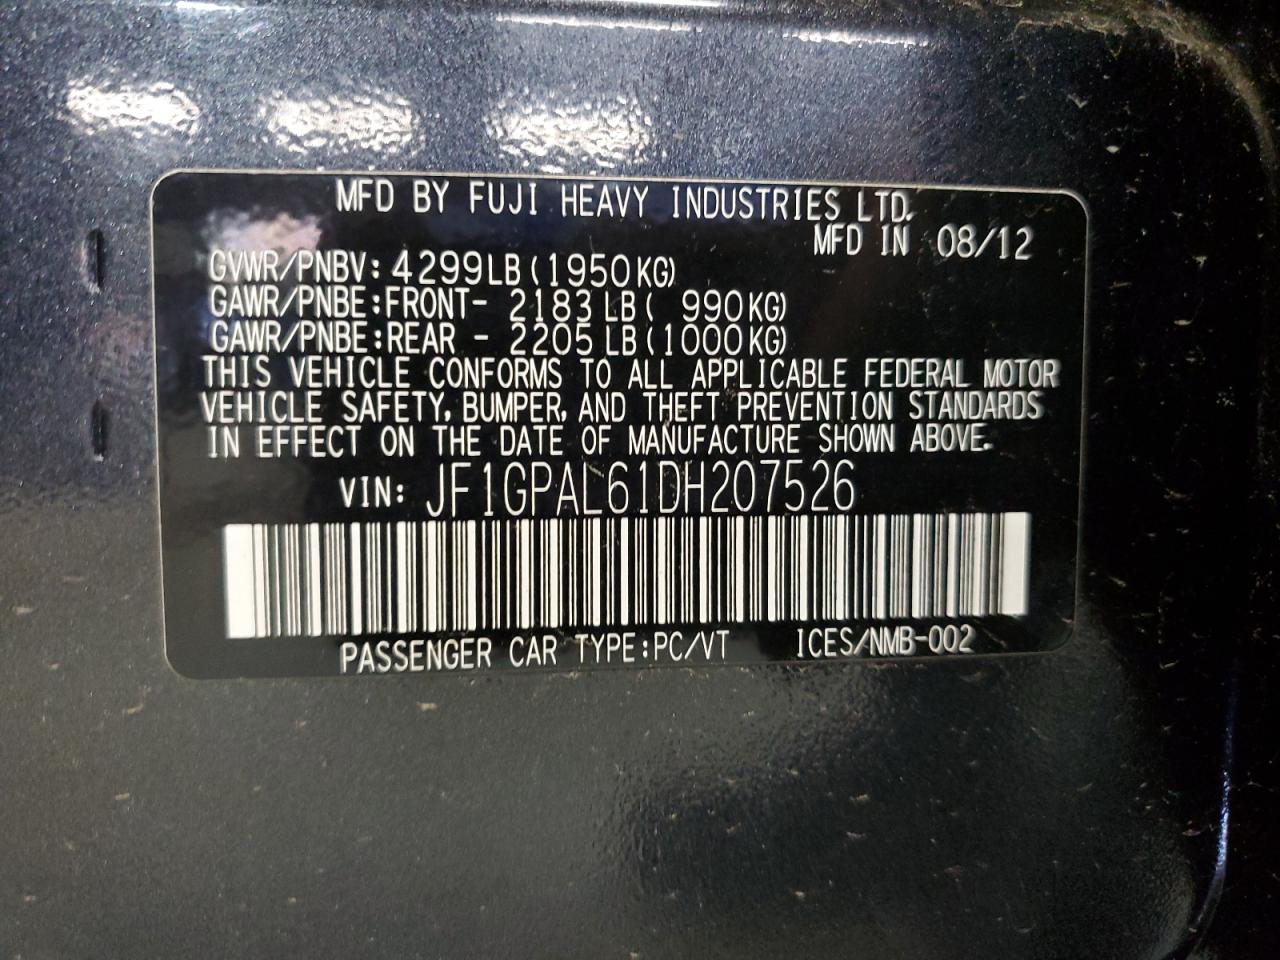 MFD BY FUJI HEAVY INDUSTRIES LTD.
MFD IN 08/12
GVWR/PNBV: 4299LB(1950KG)
GAWR/PNBE:FRONT- 2183LB( 990KG)
GAWR/PNBE:REAR - 2205LB(1000KG)
THIS VEHICLE CONFORMS TO ALL APPLICABLE FEDERAL MOTOR
VEHICLE SAFETY, BUMPER, AND THEFT PREVENTION STANDARDS
IN EFFECT ON THE DATE OF MANUFACTURE SHOWN ABOVE.
VIN: JF1GPAL61DH207526
PASSENGER CAR TYPE:PC/VT ICES/NMB-002